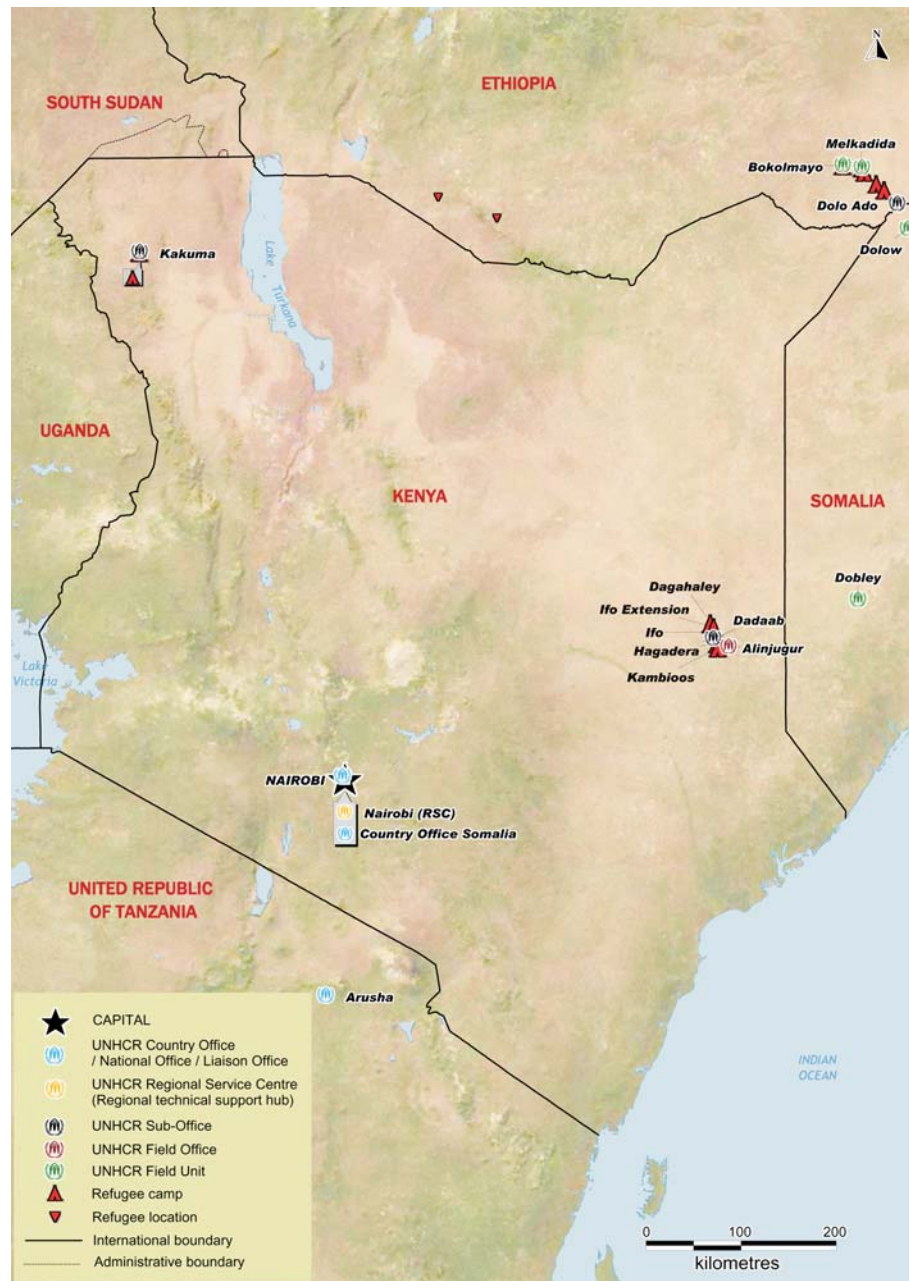 N
ETHIOPIA
SOUTH SUDAN
Melkadida
Bokolmayo
Dolo Ado
Dolow
Kakuma
Lake
Turkana
UGANDA
KENYA
SOMALIA
Dobley
Dagahaley
Ifo Extension
Dadaab
Ifo
Hagadera
Alinjugur
Kambioos
Lake
Victoria
NAIROBI
Nairobi (RSC)
Country Office Somalia
UNITED REPUBLIC
OF TANZANIA
Arusha
INDIAN
OCEAN
CAPITAL
UNHCR Country Office
/ National Office / Liaison Office
UNHCR Regional Service Centre
(Regional technical support hub)
UNHCR Sub-Office
UNHCR Field Office
UNHCR Field Unit
Refugee camp
Refugee location
International boundary
Administrative boundary
0 100 200
kilometres